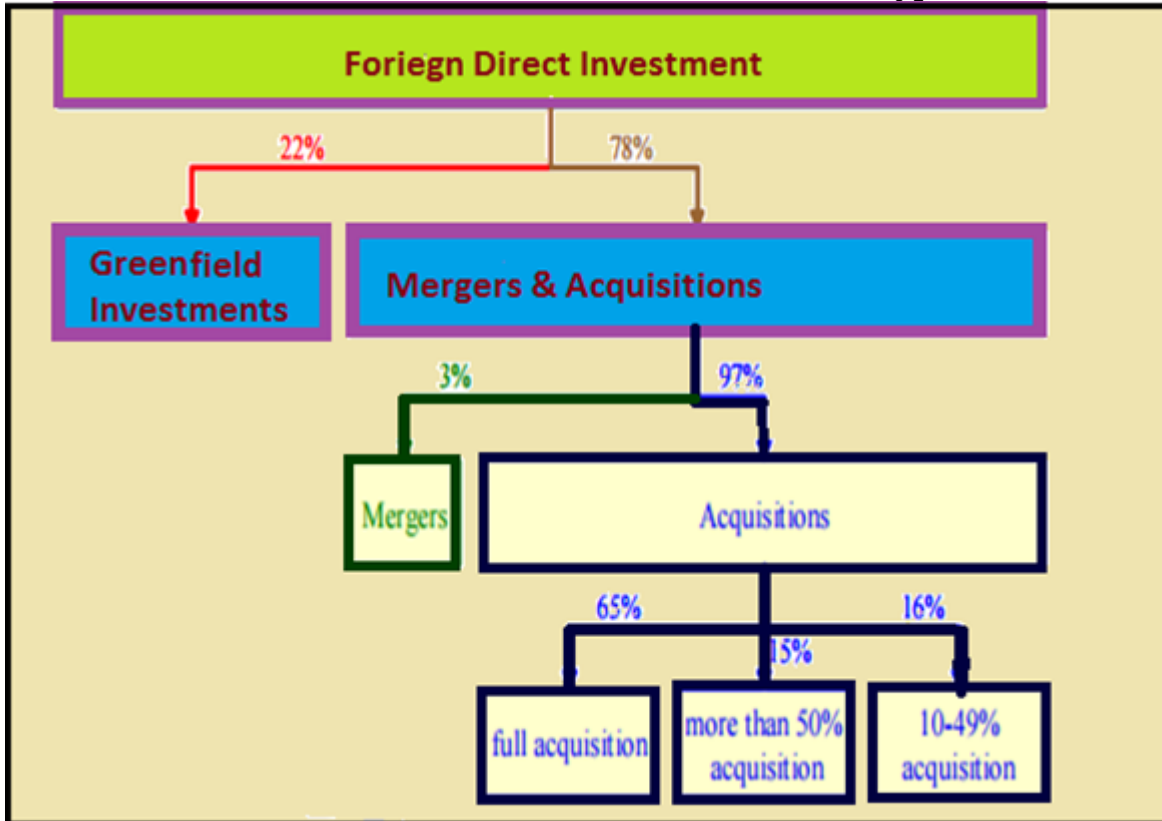 Foriegn Direct Investment
22%
78%
Greenfield
Investments
Mergers & Acquisitions
3%
97%
Mergers
Acquisitions
65%
16%
15%
full acquisition
more than 50%
acquisition
10-49%
acquisition